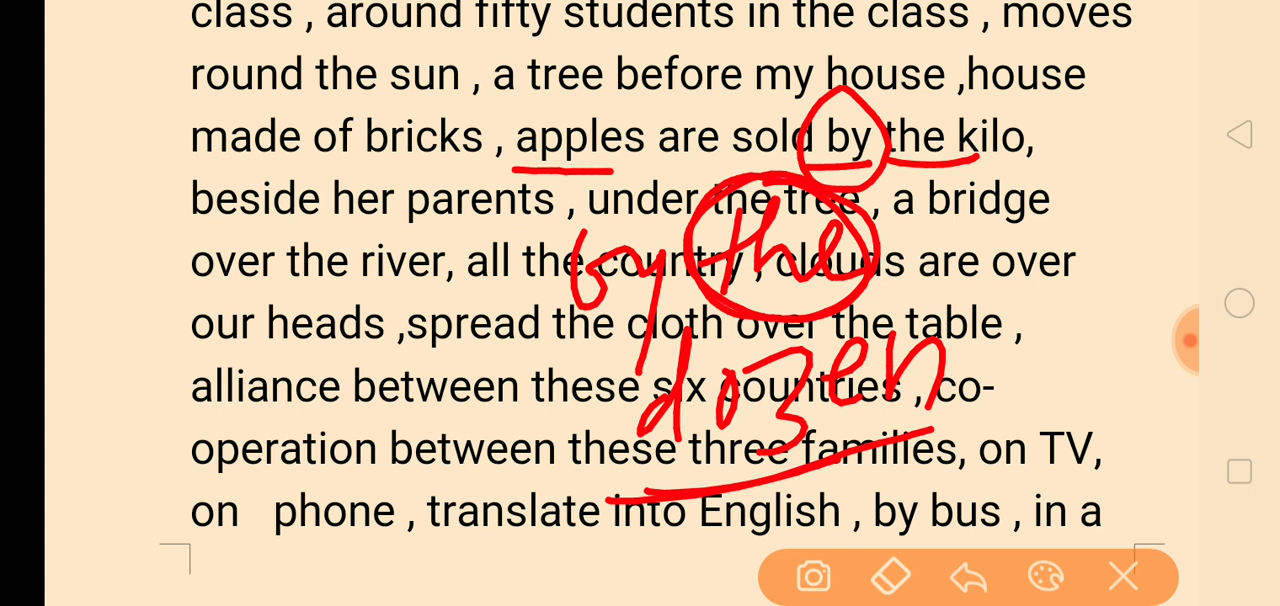 class , around fifty students in the class , moves
round the sun , a tree before my house ,house
made of bricks , apples are sold by the kilo,
beside her parents , under the tree , a bridge
over the river, all the country , clouds are over
by the
our heads ,spread the cloth over the table ,
alliance between these six countries , co-
dozen
operation between these three families, on TV,
on phone , translate into English , by bus , in a